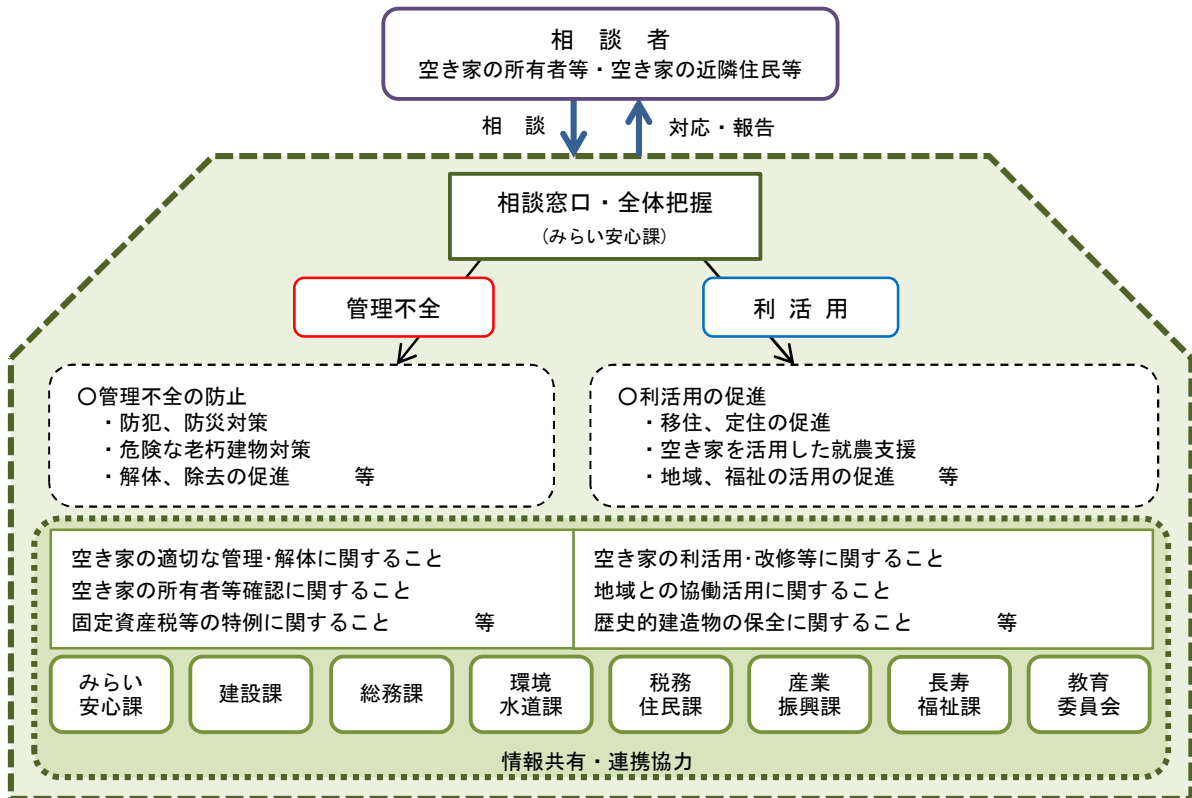 相　談　者
空き家の所有者等・空き家の近隣住民等
相　談
対応・報告
相談窓口・全体把握
(みらい安心課)
管理不全
利 活 用
〇管理不全の防止
・防犯、防災対策
・危険な老朽建物対策
・解体、除去の促進　　　等
〇利活用の促進
・移住、定住の促進
・空き家を活用した就農支援
・地域、福祉の活用の促進　　等
空き家の適切な管理･解体に関すること
空き家の所有者等確認に関すること
固定資産税等の特例に関すること　　　　等
空き家の利活用･改修等に関すること
地域との協働活用に関すること
歴史的建造物の保全に関すること　　　　等
みらい
安心課
建設課
総務課
環境
水道課
税務
住民課
産業
振興課
長寿
福祉課
教育
委員会
情報共有・連携協力